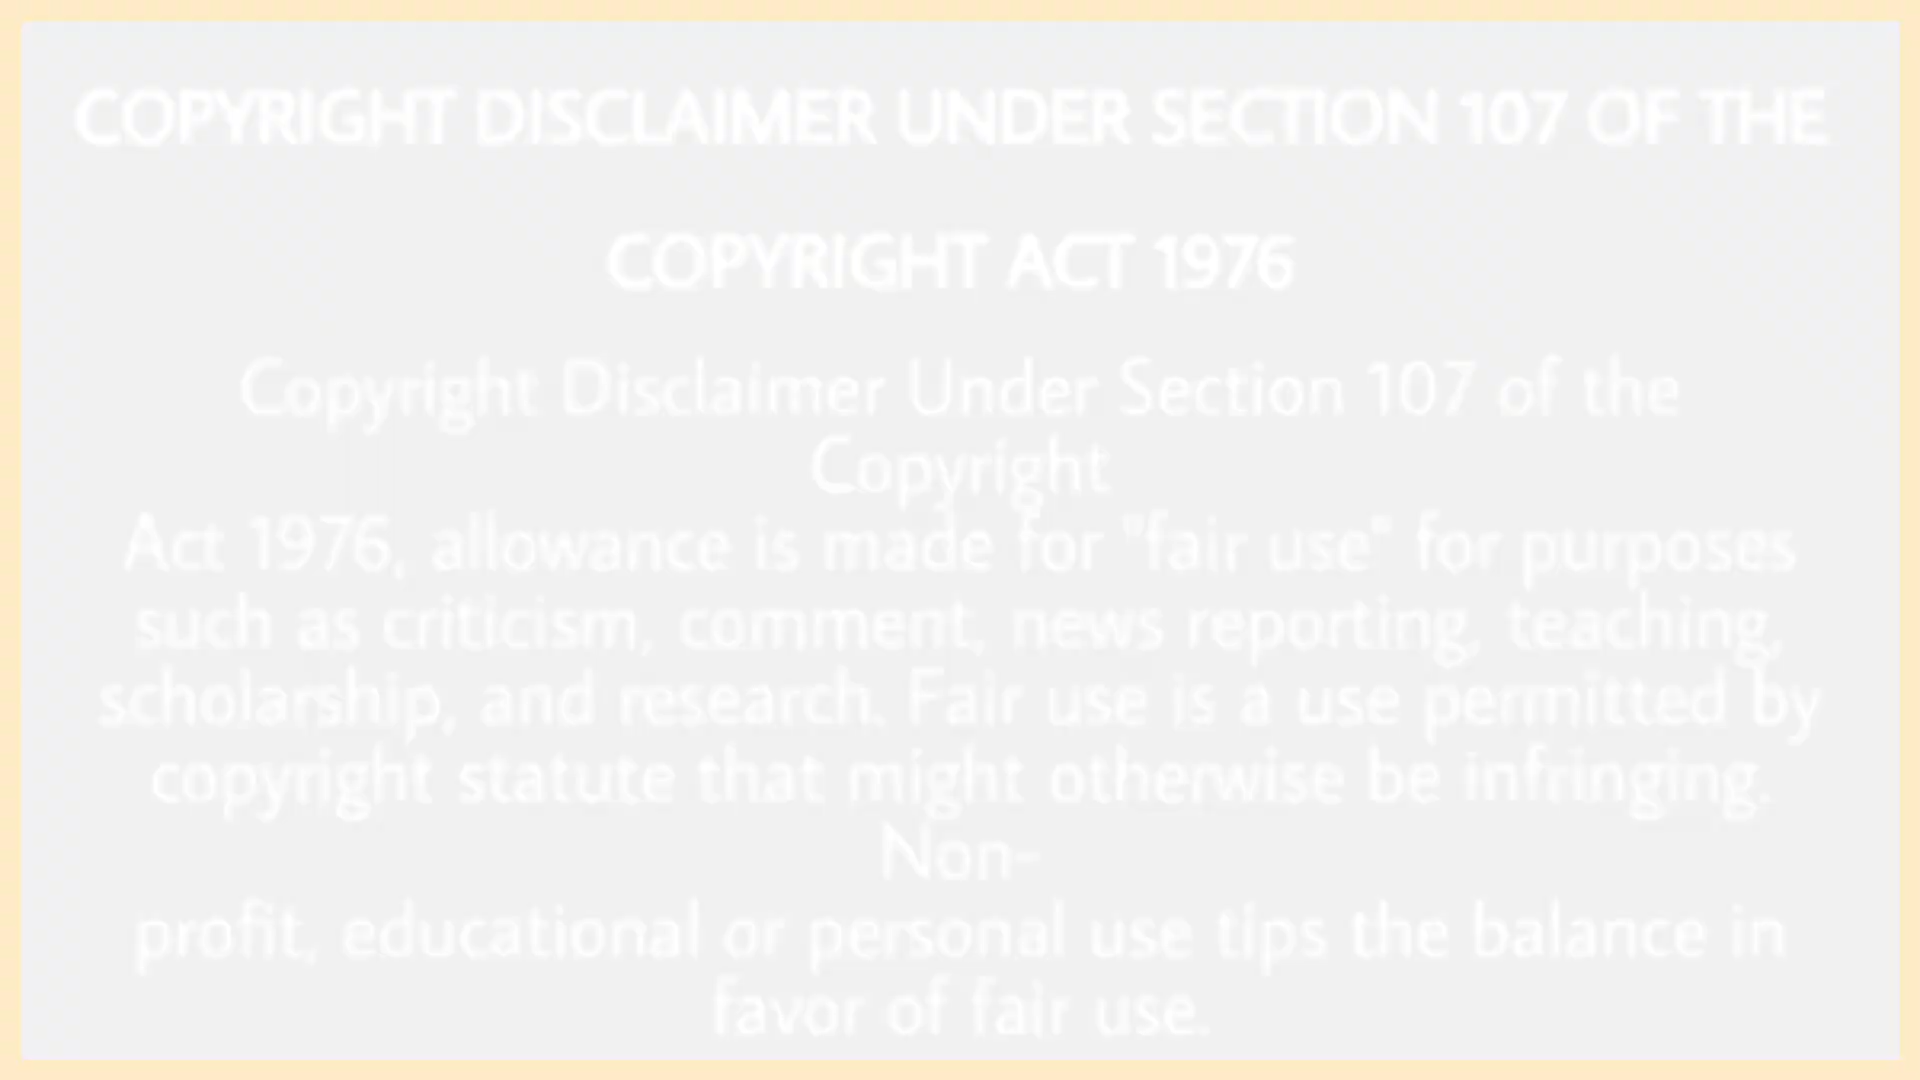 COPYRIGHT DISCLAIMER UNDER SECTION 107 OF THE
COPYRIGHT ACT 1976
Copyright Disclaimer Under Section 107 of the
Copyright
Act 1976, allowance is made for "fair use" for purposes
such as criticism, comment, news reporting, teaching,
scholarship, and research. Fair use is a use permitted by
copyright statute that might otherwise be infringing.
Non-
profit, educational or personal use tips the balance in
favor of fair use.